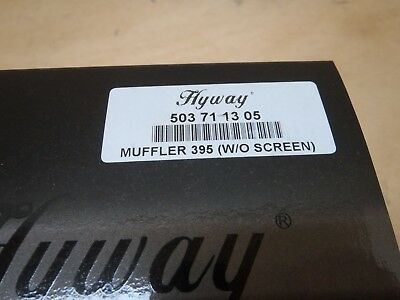 Hyway®
503 71 13 05
MUFFLER 395 (W/O SCREEN)
Hyway®